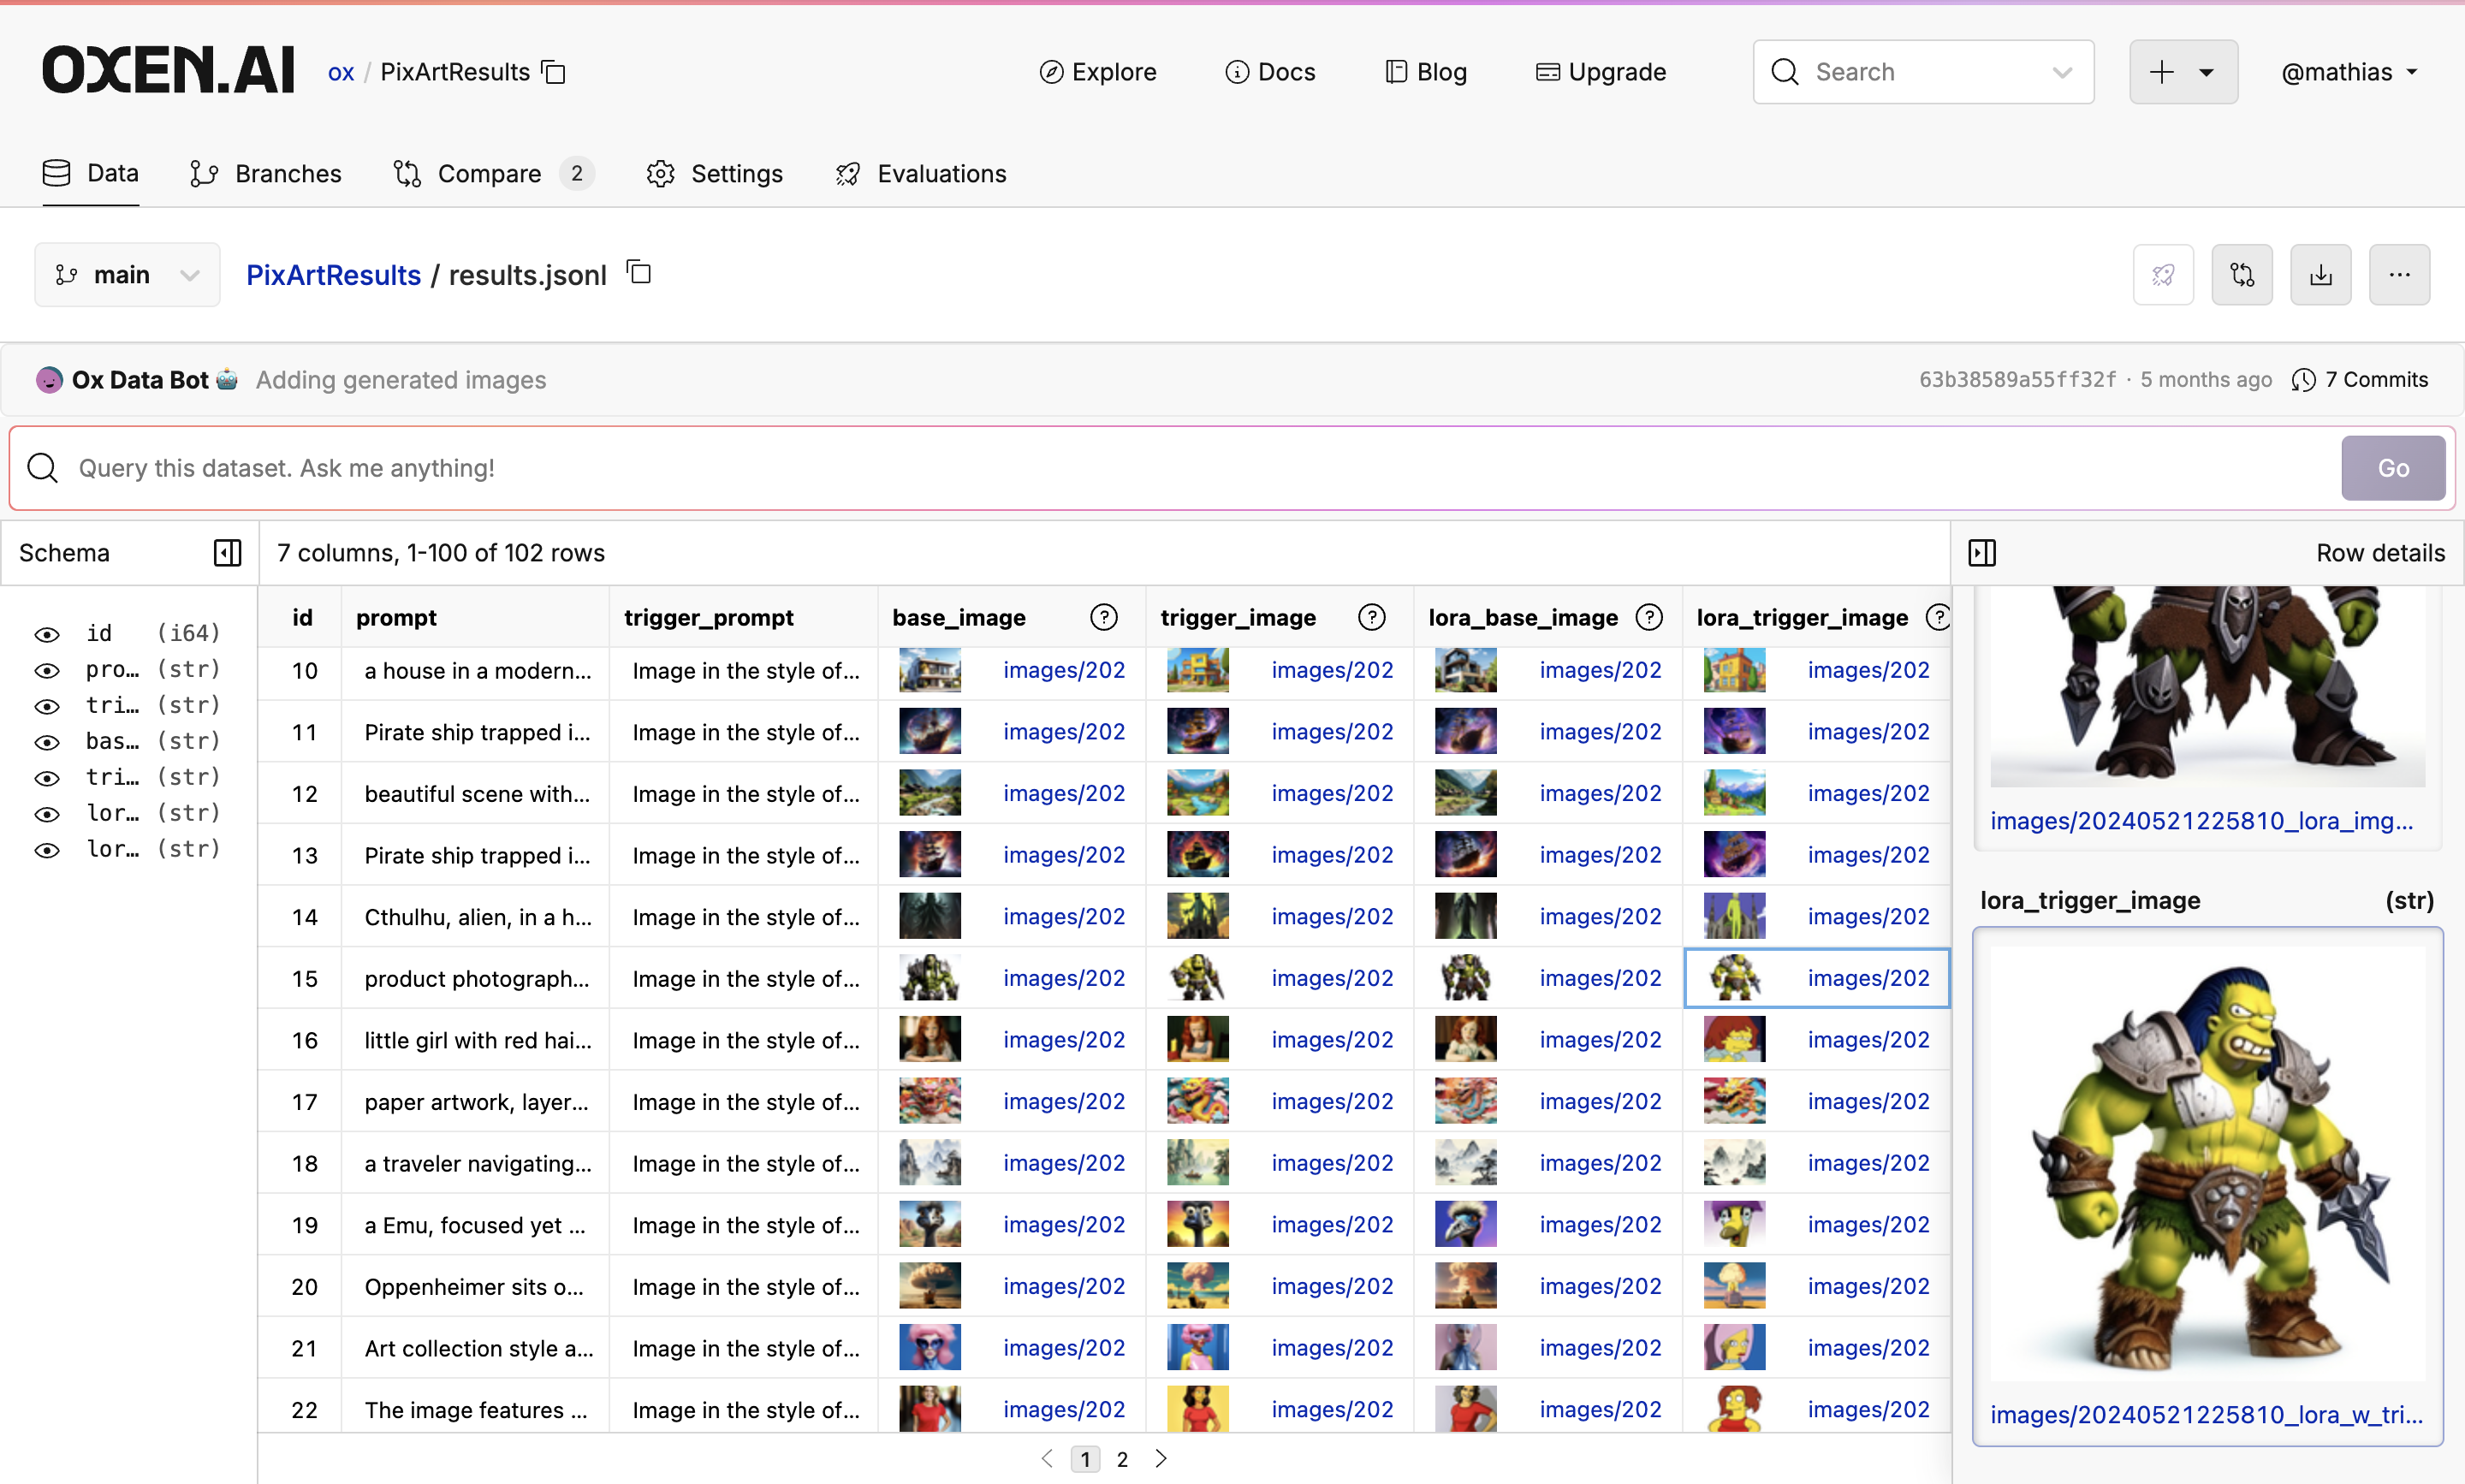 OXEN.AI ox / PixArtResults Explore Docs Blog Upgrade Search @mathias
Data Branches Compare 2 Settings Evaluations
main PixArtResults / results.jsonl
Ox Data Bot Adding generated images 63b38589a55ff32f · 5 months ago 7 Commits
Query this dataset. Ask me anything! Go
Schema 7 columns, 1-100 of 102 rows Row details
id (i64)
pro... (str)
tri... (str)
bas... (str)
tri... (str)
lor... (str)
lor... (str)
id prompt trigger_prompt base_image ? trigger_image ? lora_base_image ? lora_trigger_image ?
10 a house in a modern... Image in the style of... images/202 images/202 images/202 images/202
11 Pirate ship trapped i... Image in the style of... images/202 images/202 images/202 images/202
12 beautiful scene with... Image in the style of... images/202 images/202 images/202 images/202
13 Pirate ship trapped i... Image in the style of... images/202 images/202 images/202 images/202
14 Cthulhu, alien, in a h... Image in the style of... images/202 images/202 images/202 images/202
15 product photograph... Image in the style of... images/202 images/202 images/202 images/202
16 little girl with red hai... Image in the style of... images/202 images/202 images/202 images/202
17 paper artwork, layer... Image in the style of... images/202 images/202 images/202 images/202
18 a traveler navigating... Image in the style of... images/202 images/202 images/202 images/202
19 a Emu, focused yet ... Image in the style of... images/202 images/202 images/202 images/202
20 Oppenheimer sits o... Image in the style of... images/202 images/202 images/202 images/202
21 Art collection style a... Image in the style of... images/202 images/202 images/202 images/202
22 The image features ... Image in the style of... images/202 images/202 images/202 images/202
1 2
images/20240521225810_lora_img...
lora_trigger_image (str)
images/20240521225810_lora_w_tri...